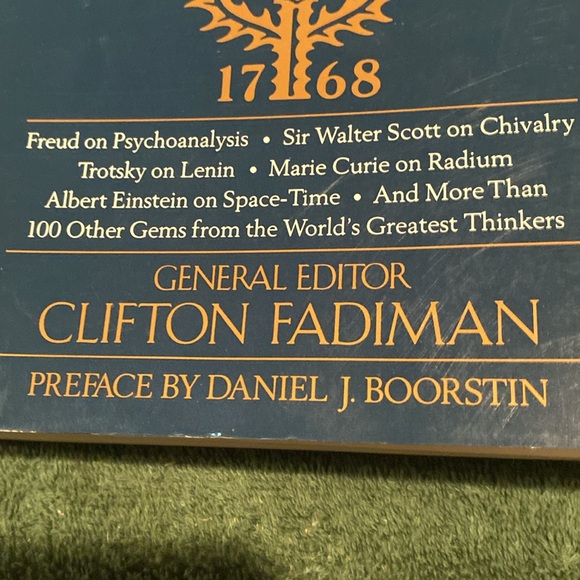 1768
Freud on Psychoanalysis • Sir Walter Scott on Chivalry
Trotsky on Lenin • Marie Curie on Radium
Albert Einstein on Space-Time • And More Than
100 Other Gems from the World's Greatest Thinkers
GENERAL EDITOR
CLIFTON FADIMAN
PREFACE BY DANIEL J. BOORSTIN